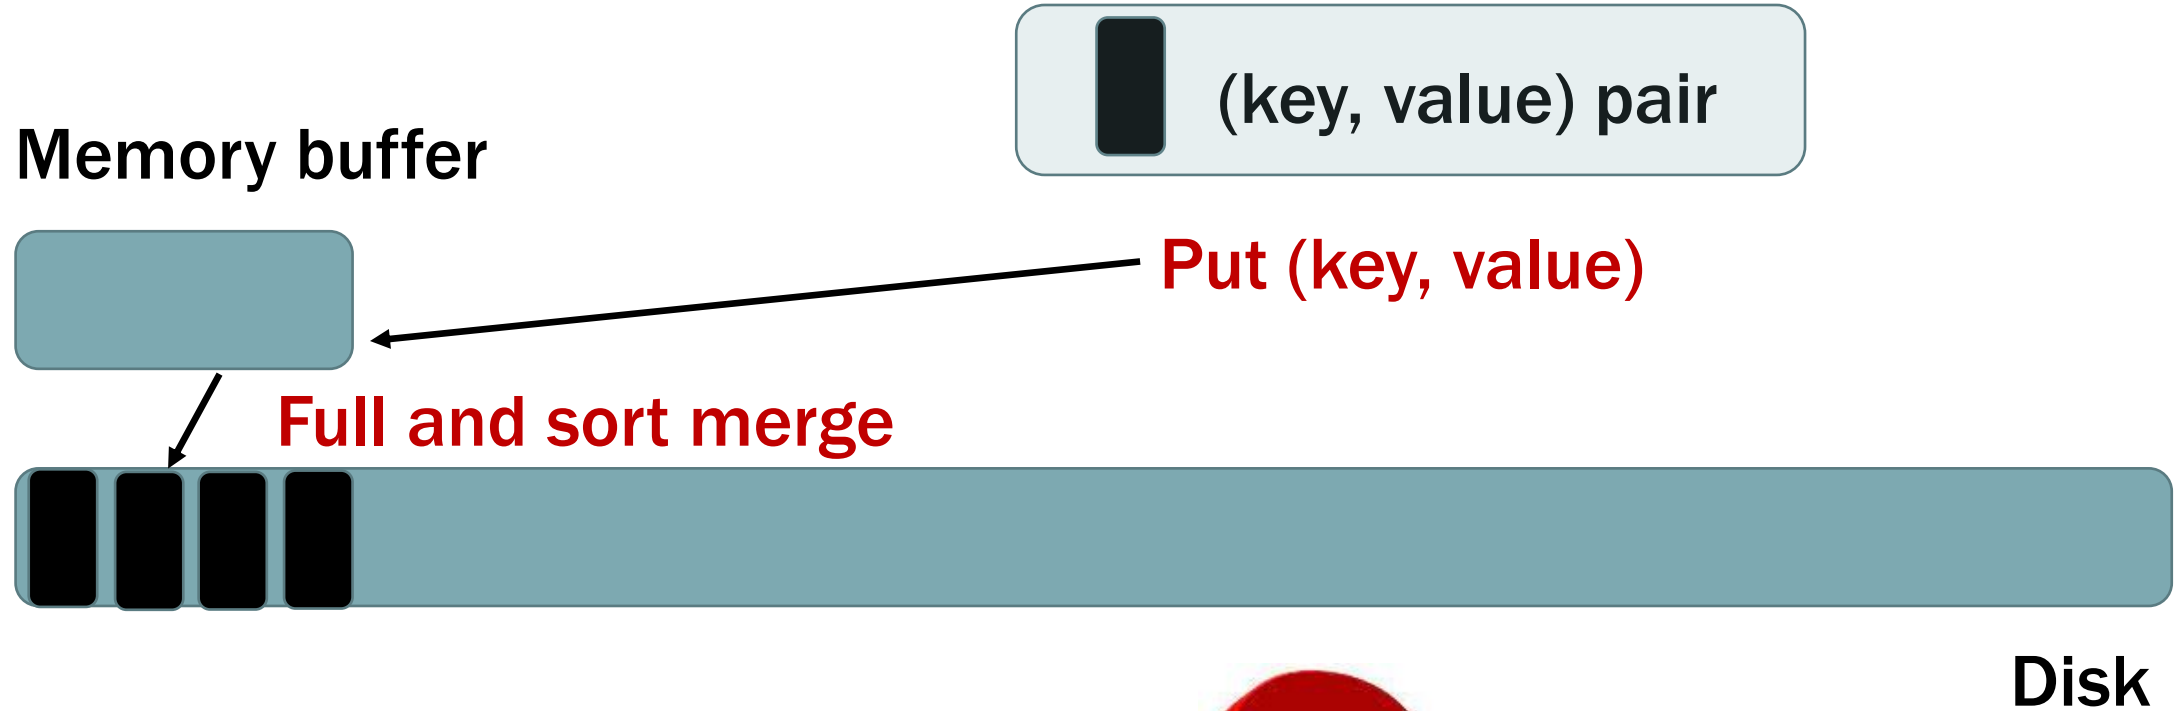 (key, value) pair
Memory buffer
Put (key, value)
Full and sort merge
Disk